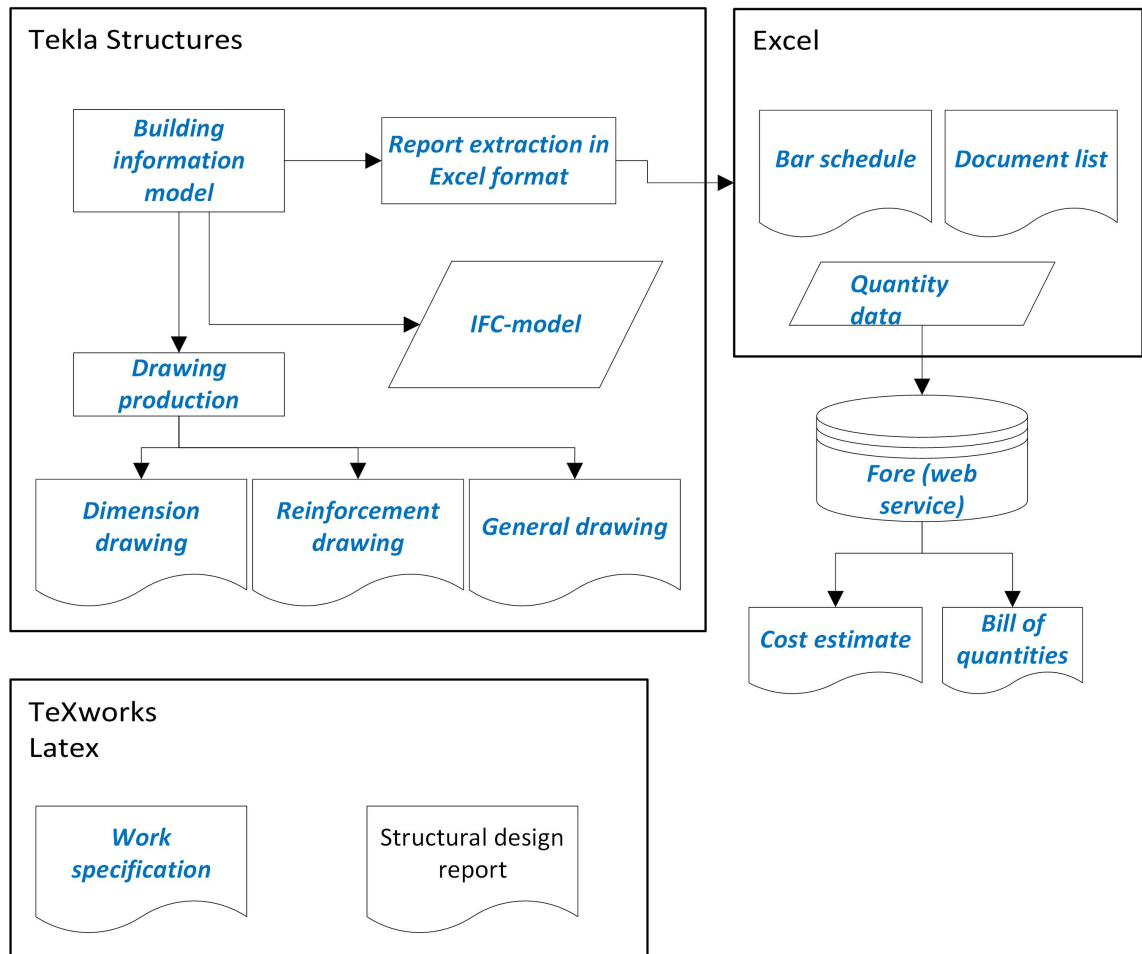 Tekla Structures
Building
information
model
Report extraction in
Excel format
IFC-model
Drawing
production
Dimension
drawing
Reinforcement
drawing
General drawing
Excel
Bar schedule
Document list
Quantity
data
Fore (web
service)
Cost estimate
Bill of
quantities
TeXworks
Latex
Work
specification
Structural design
report